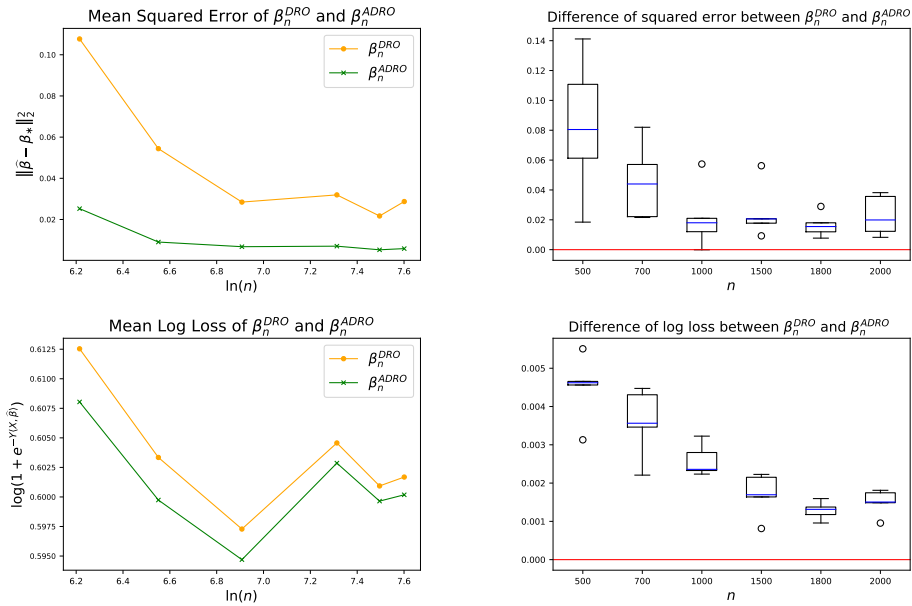 Mean Squared Error of β_n^{DRO} and β_n^{ADRO}
β_n^{DRO}
β_n^{ADRO}
‖β̂ − β_*‖_2^2
0.10
0.08
0.06
0.04
0.02
6.2 6.4 6.6 6.8 7.0 7.2 7.4 7.6
ln(n)
Difference of squared error between β_n^{DRO} and β_n^{ADRO}
0.14
0.12
0.10
0.08
0.06
0.04
0.02
0.00
500 700 1000 1500 1800 2000
n
Mean Log Loss of β_n^{DRO} and β_n^{ADRO}
β_n^{DRO}
β_n^{ADRO}
log(1 + e^{−Y⟨X, β̂⟩})
0.6125
0.6100
0.6075
0.6050
0.6025
0.6000
0.5975
0.5950
6.2 6.4 6.6 6.8 7.0 7.2 7.4 7.6
ln(n)
Difference of log loss between β_n^{DRO} and β_n^{ADRO}
0.005
0.004
0.003
0.002
0.001
0.000
500 700 1000 1500 1800 2000
n